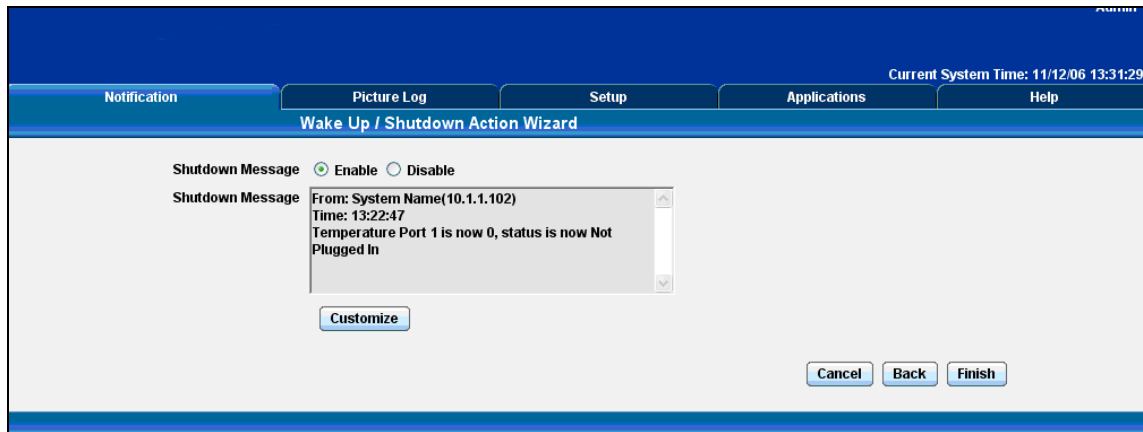 Admin
Current System Time: 11/12/06 13:31:29
Notification Picture Log Setup Applications Help
Wake Up / Shutdown Action Wizard
Shutdown Message Enable Disable
Shutdown Message
From: System Name(10.1.1.102)
Time: 13:22:47
Temperature Port 1 is now 0, status is now Not
Plugged In
Customize
Cancel Back Finish